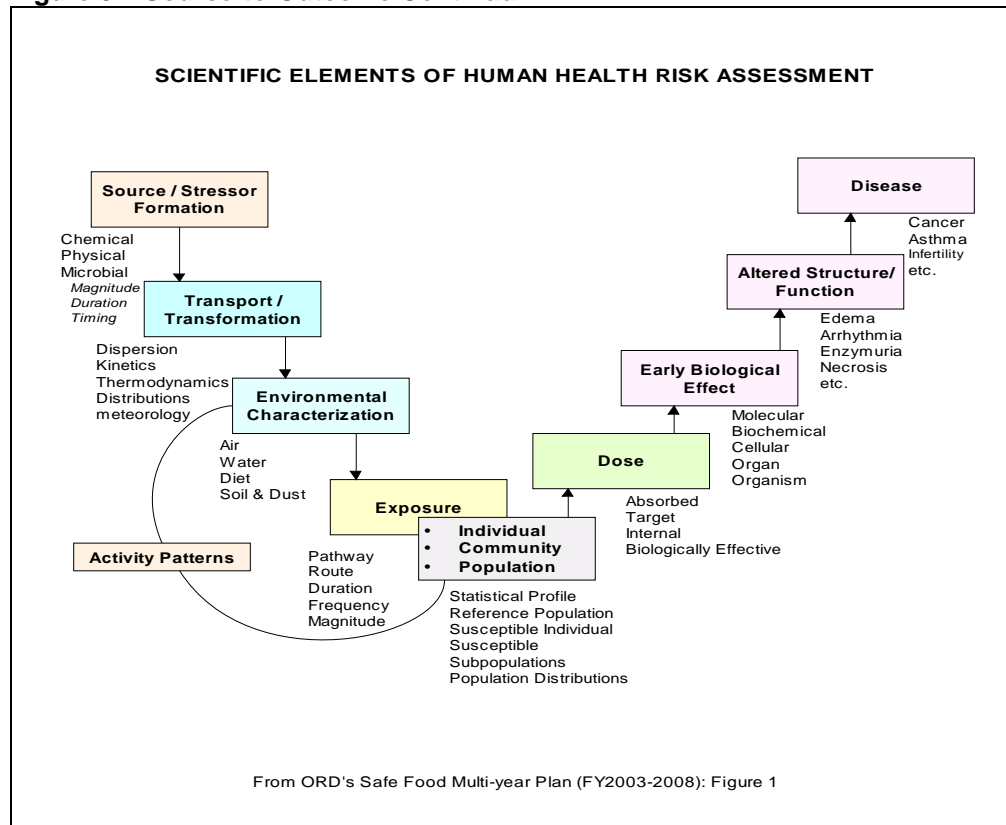 SCIENTIFIC ELEMENTS OF HUMAN HEALTH RISK ASSESSMENT
Source / Stressor
Formation
Chemical
Physical
Microbial
Magnitude
Duration
Timing
Transport /
Transformation
Dispersion
Kinetics
Thermodynamics
Distributions
meteorology
Environmental
Characterization
Air
Water
Diet
Soil & Dust
Activity Patterns
Exposure
Pathway
Route
Duration
Frequency
Magnitude
• Individual
• Community
• Population
Statistical Profile
Reference Population
Susceptible Individual
Susceptible
Subpopulations
Population Distributions
Dose
Absorbed
Target
Internal
Biologically Effective
Early Biological
Effect
Molecular
Biochemical
Cellular
Organ
Organism
Altered Structure/
Function
Edema
Arrhythmia
Enzymuria
Necrosis
etc.
Disease
Cancer
Asthma
Infertility
etc.
From ORD's Safe Food Multi-year Plan (FY2003-2008): Figure 1